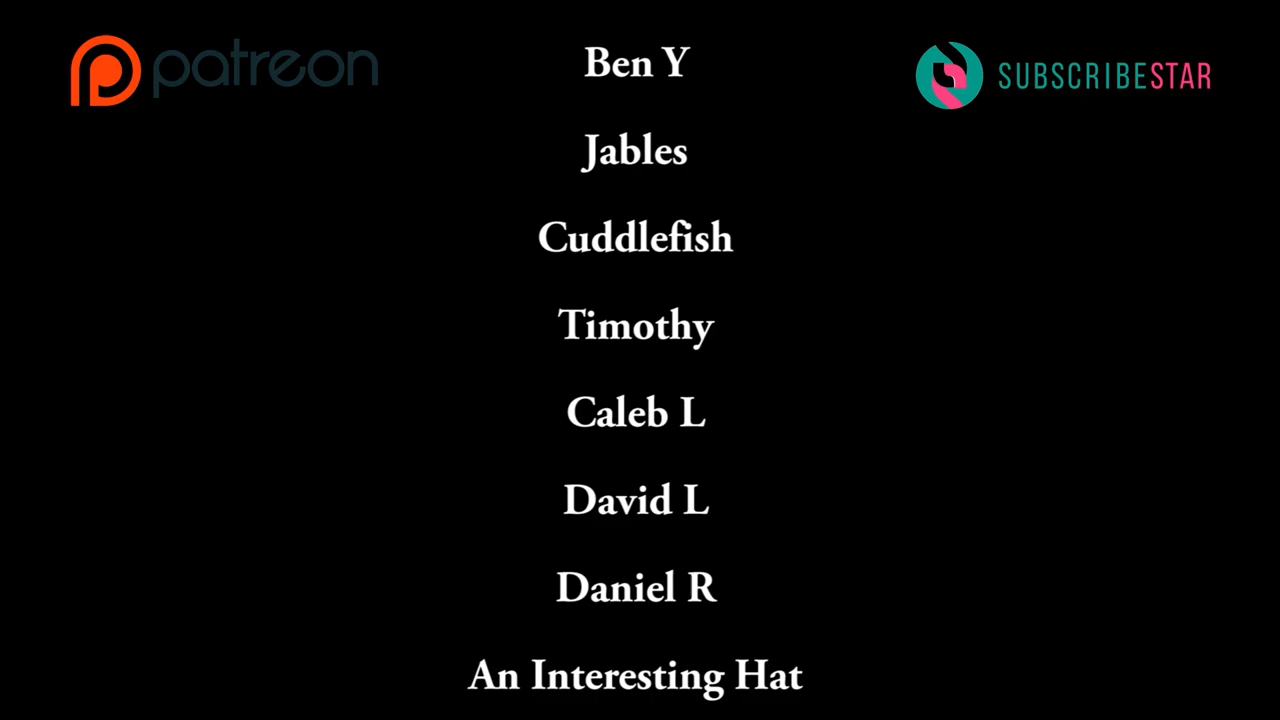 patreon
SUBSCRIBESTAR
Ben Y
Jables
Cuddlefish
Timothy
Caleb L
David L
Daniel R
An Interesting Hat